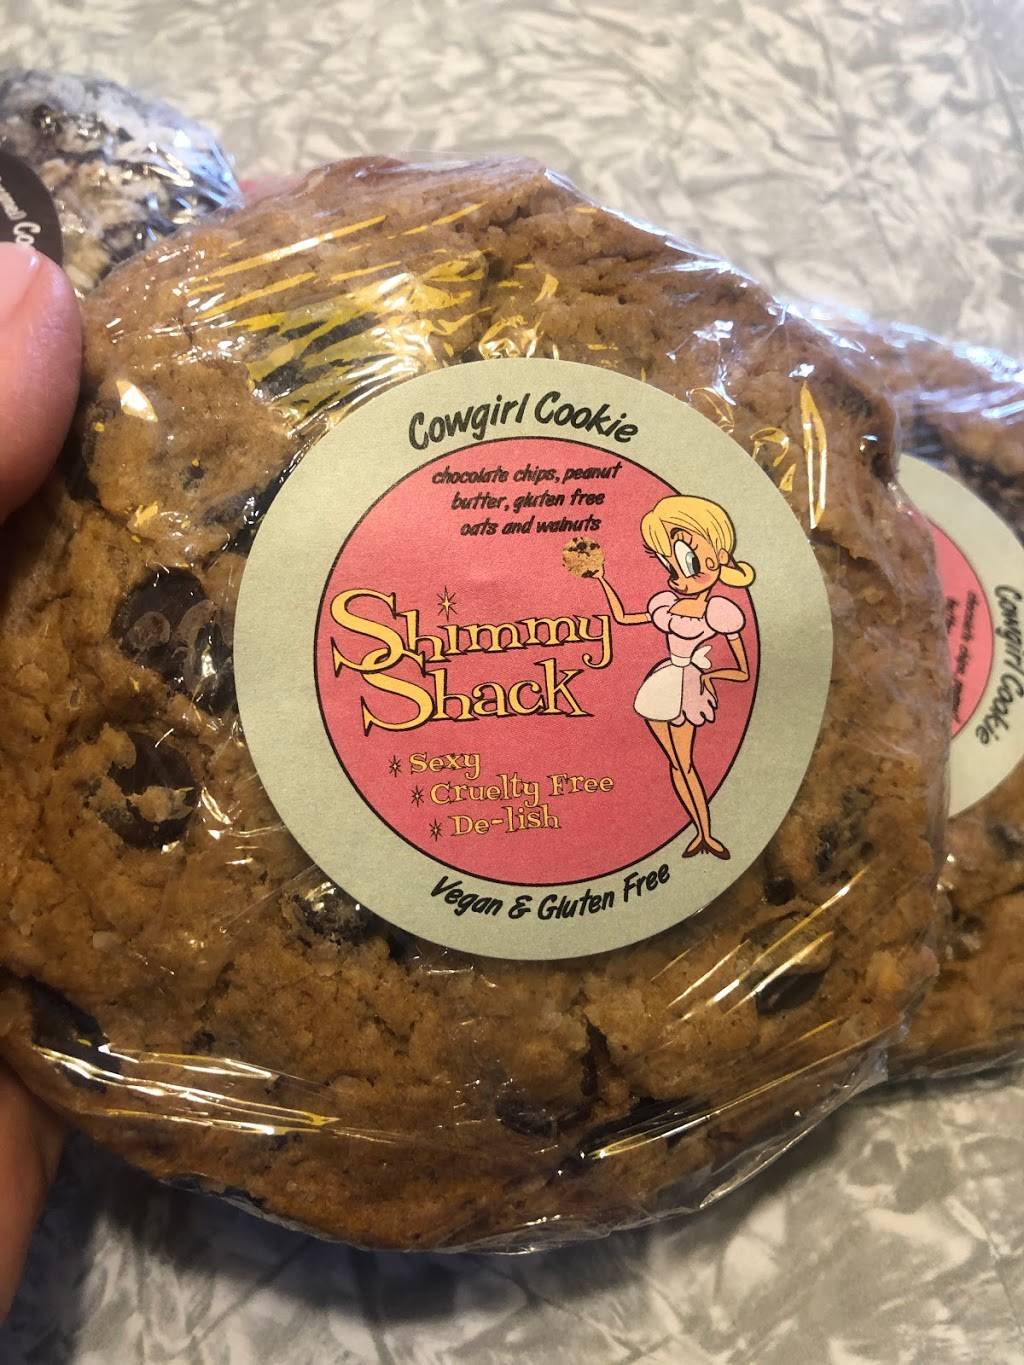 Cowgirl Cookie
chocolate chips, peanut
butter, gluten free
oats and walnuts
Shimmy
Shack
* Sexy
* Cruelty Free
* De-lish
Vegan & Gluten Free
Cowgirl Cookie